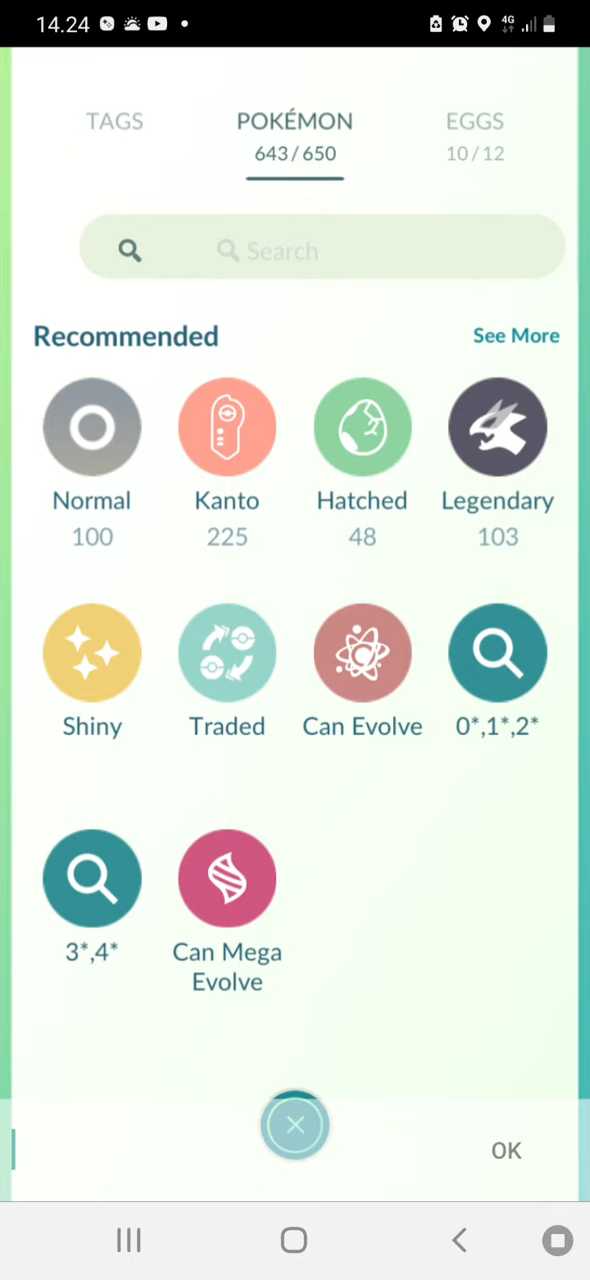 14.24
4G
TAGS POKÉMON EGGS
643/650 10/12
Search
Recommended See More
Normal Kanto Hatched Legendary
100 225 48 103
Shiny Traded Can Evolve 0*,1*,2*
3*,4* Can Mega
Evolve
OK